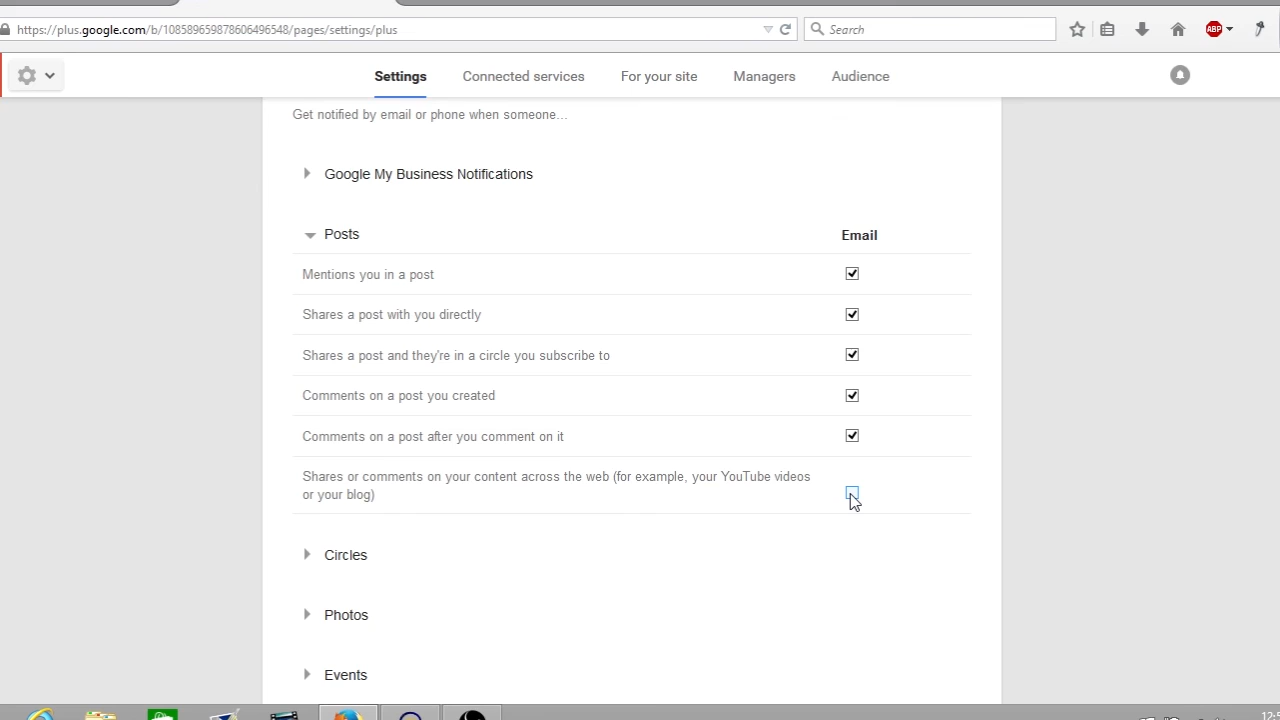 https://plus.google.com/b/108589659878606496548/pages/settings/plus
Search
ABP
Settings
Connected services
For your site
Managers
Audience
Get notified by email or phone when someone...
Google My Business Notifications
Posts
Email
Mentions you in a post
Shares a post with you directly
Shares a post and they're in a circle you subscribe to
Comments on a post you created
Comments on a post after you comment on it
Shares or comments on your content across the web (for example, your YouTube videos
or your blog)
Circles
Photos
Events